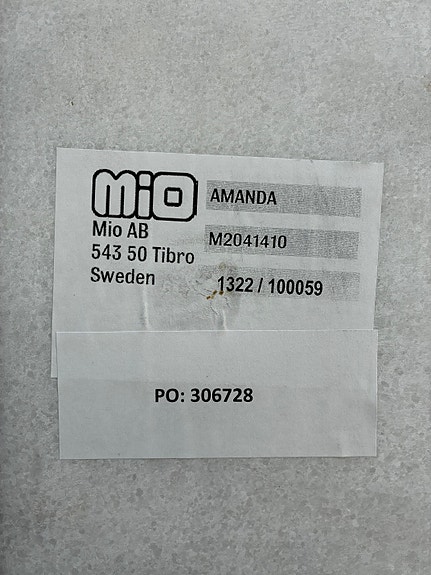 mio
AMANDA
Mio AB
543 50 Tibro
Sweden
M2041410
1322 / 100059
PO: 306728